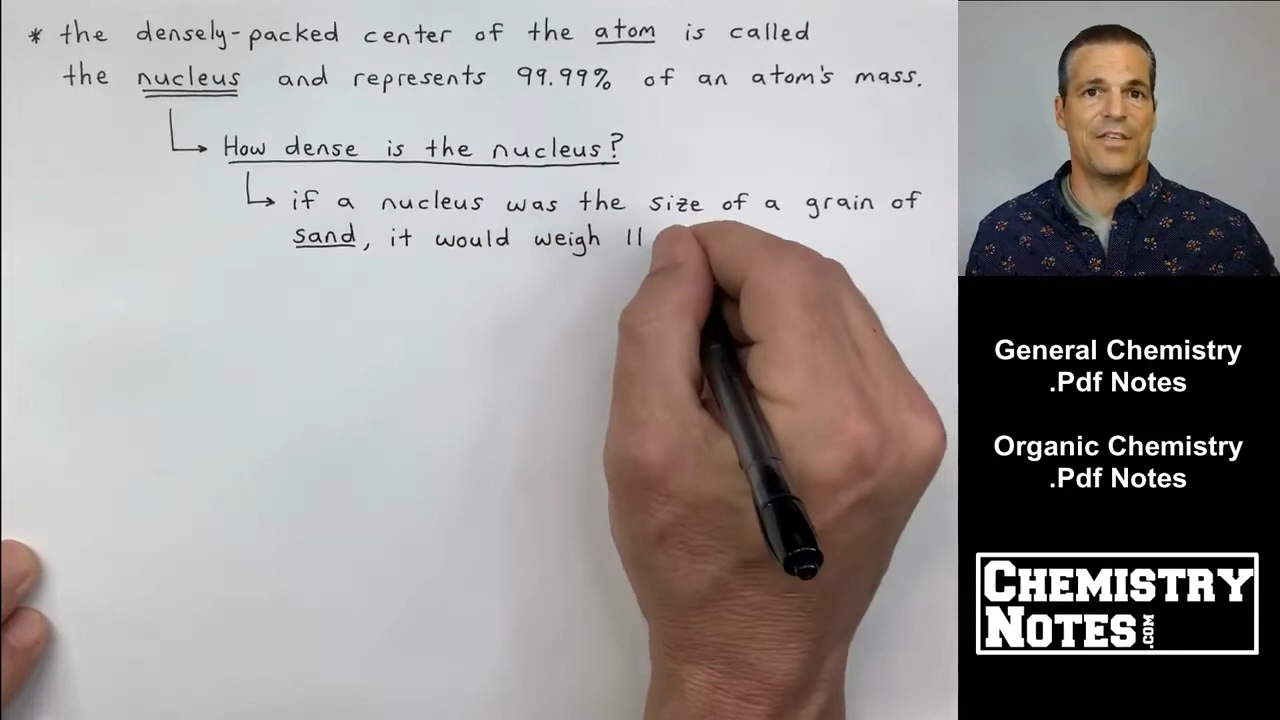 * the densely-packed center of the atom is called
the nucleus and represents 99.99% of an atom's mass.
How dense is the nucleus?
if a nucleus was the size of a grain of
sand, it would weigh 11
General Chemistry
.Pdf Notes
Organic Chemistry
.Pdf Notes
CHEMISTRY
NOTES.COM